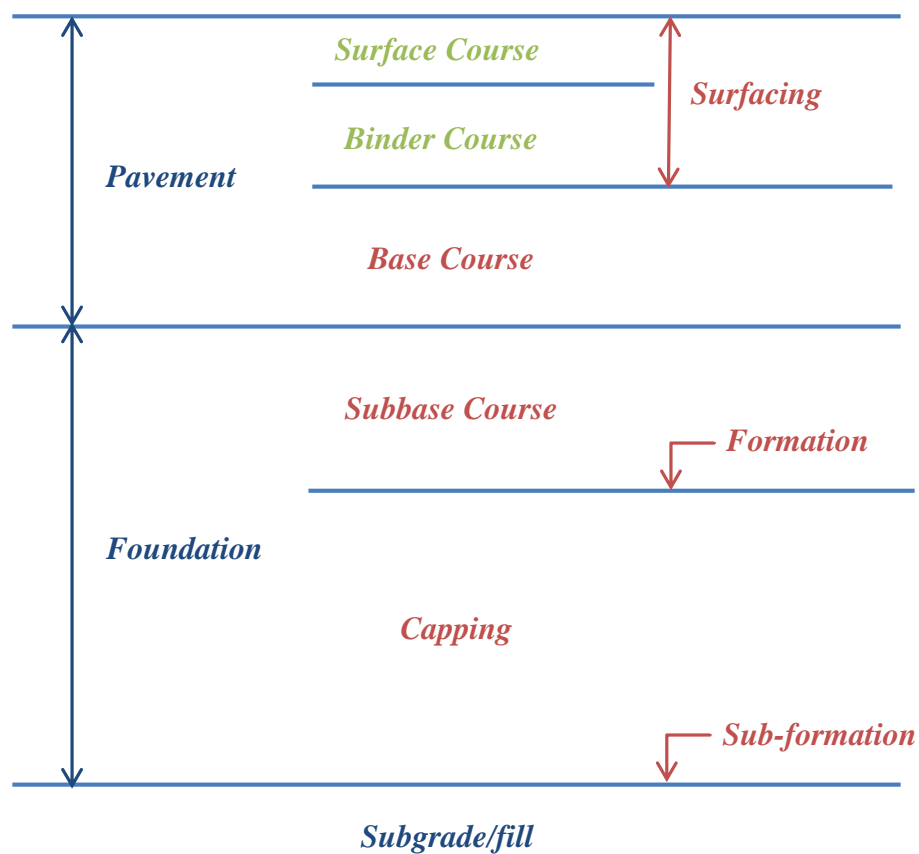 Surface Course
Surfacing
Binder Course
Pavement
Base Course
Subbase Course
Formation
Foundation
Capping
Sub-formation
Subgrade/fill